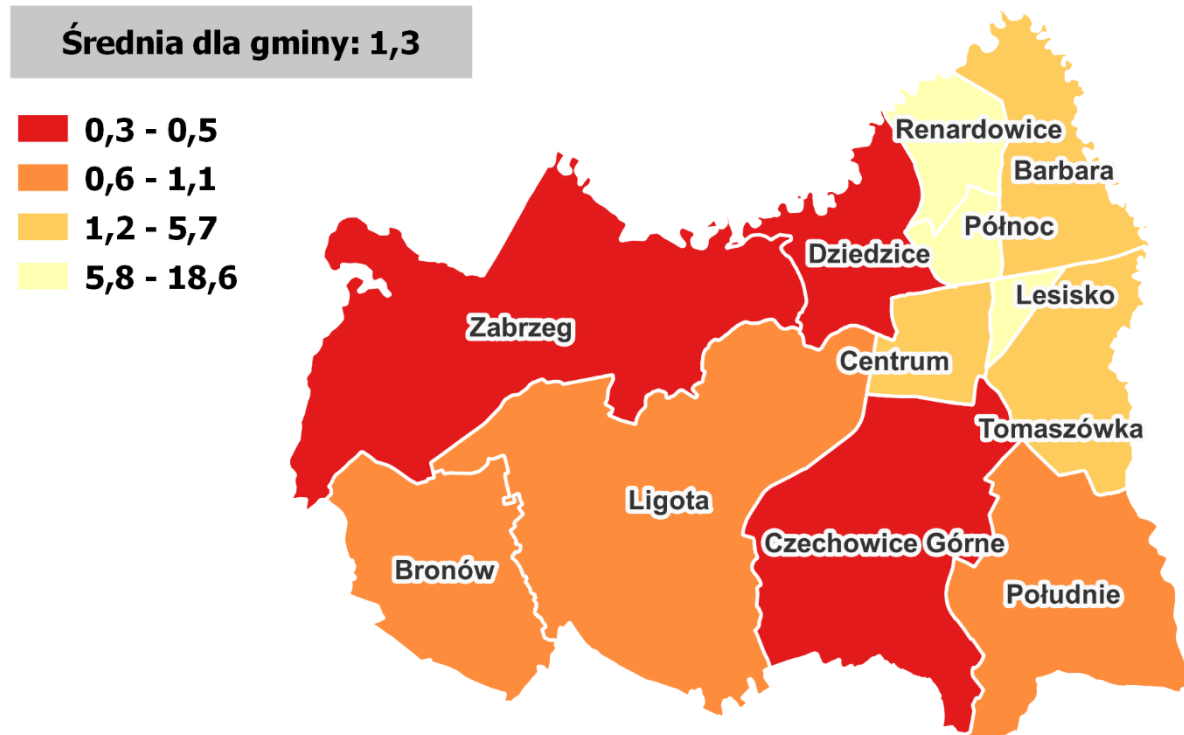 Średnia dla gminy: 1,3
0,3 - 0,5
0,6 - 1,1
1,2 - 5,7
5,8 - 18,6
Renardowice
Barbara
Północ
Dziedzice
Lesisko
Zabrzeg
Centrum
Tomaszówka
Ligota
Czechowice Górne
Bronów
Południe